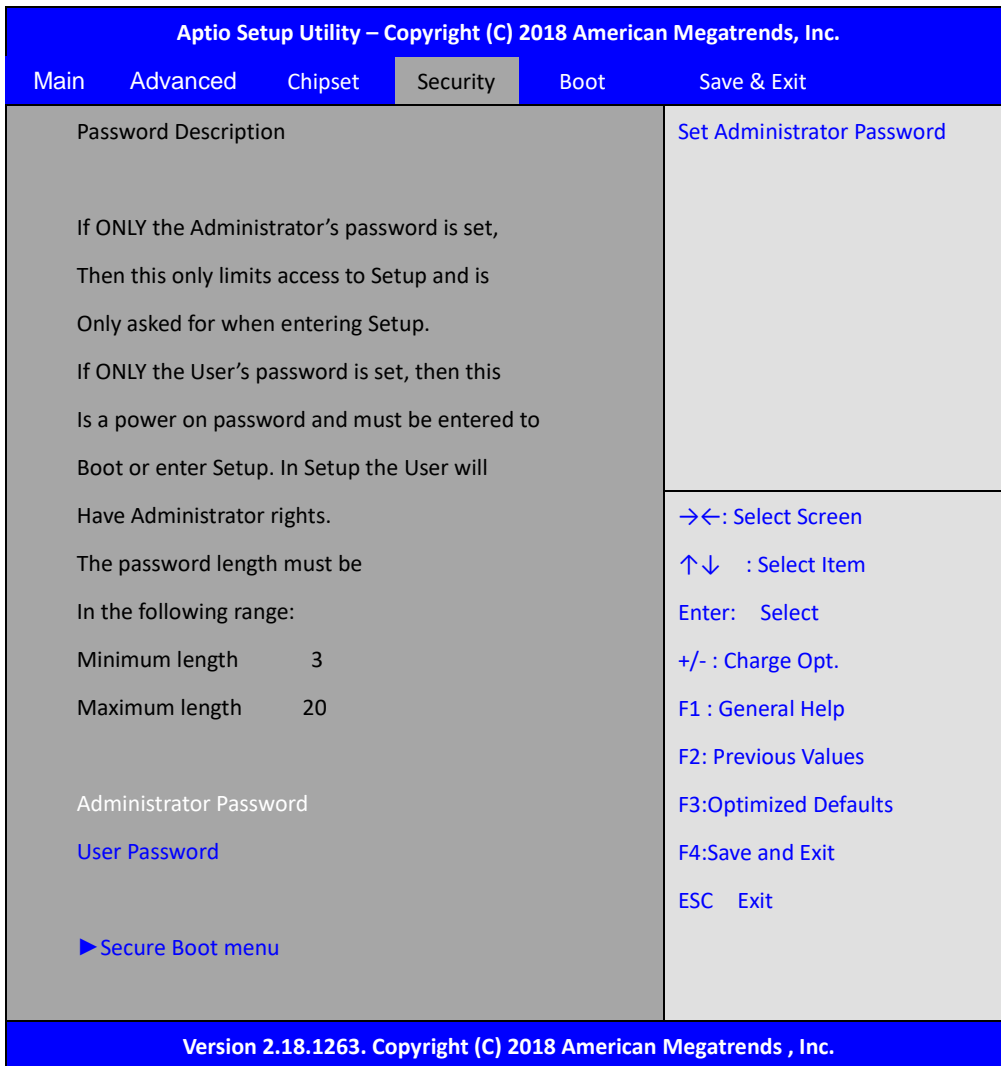 Aptio Setup Utility – Copyright (C) 2018 American Megatrends, Inc.
Main Advanced Chipset Security Boot Save & Exit
Password Description
If ONLY the Administrator’s password is set,
Then this only limits access to Setup and is
Only asked for when entering Setup.
If ONLY the User’s password is set, then this
Is a power on password and must be entered to
Boot or enter Setup. In Setup the User will
Have Administrator rights.
The password length must be
In the following range:
Minimum length 3
Maximum length 20
Administrator Password
User Password
►Secure Boot menu
Set Administrator Password
→←: Select Screen
↑↓ : Select Item
Enter: Select
+/- : Charge Opt.
F1 : General Help
F2: Previous Values
F3:Optimized Defaults
F4:Save and Exit
ESC Exit
Version 2.18.1263. Copyright (C) 2018 American Megatrends , Inc.